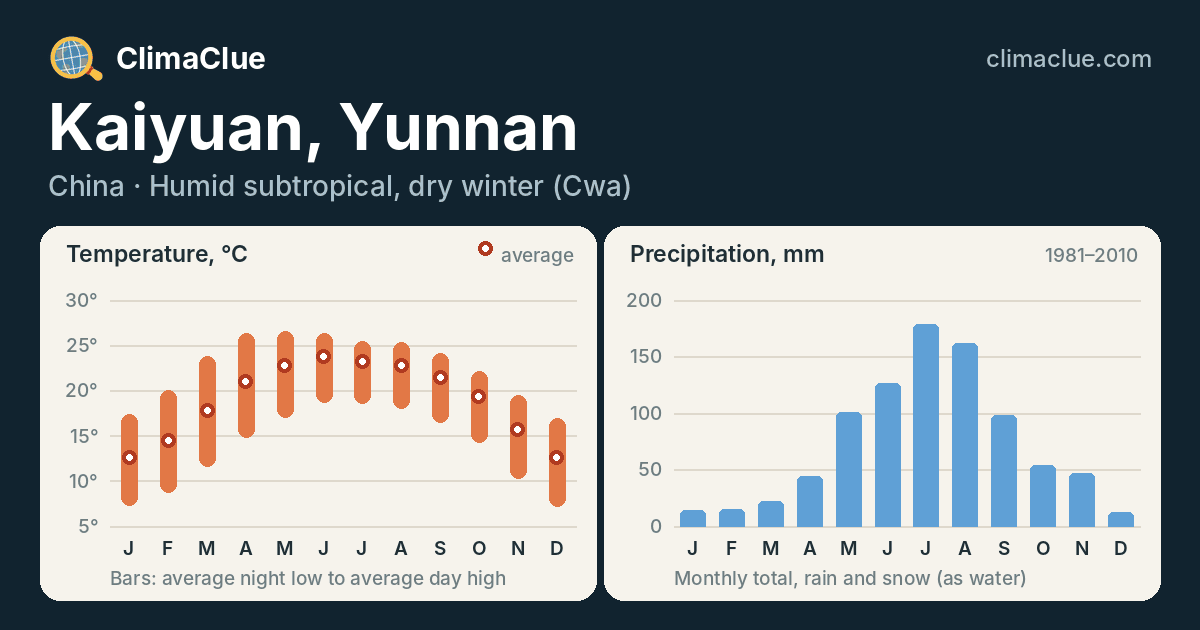 ClimaClue
climaclue.com
Kaiyuan, Yunnan
China · Humid subtropical, dry winter (Cwa)
Temperature, °C
average
30°
25°
20°
15°
10°
5°
J F M A M J J A S O N D
Bars: average night low to average day high
Precipitation, mm
1981–2010
200
150
100
50
0
J F M A M J J A S O N D
Monthly total, rain and snow (as water)